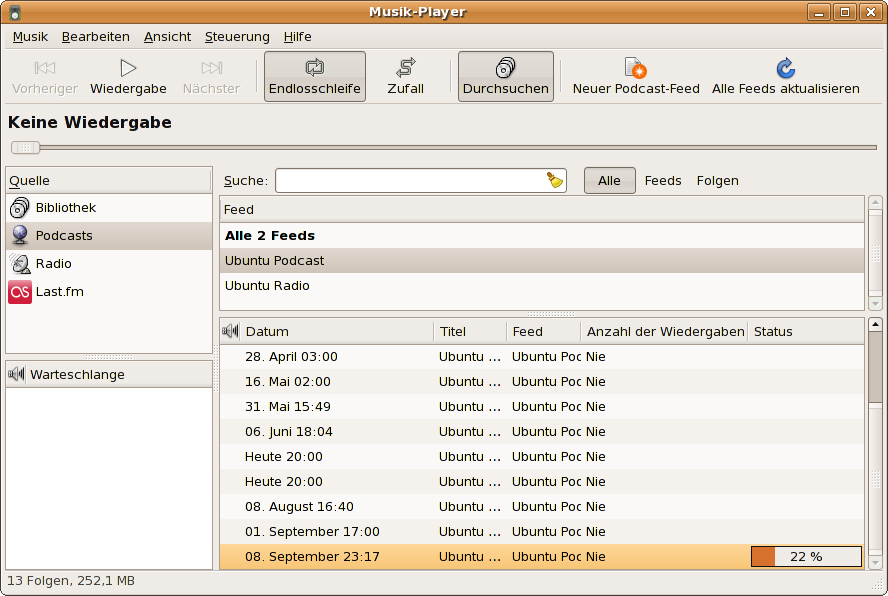 Musik-Player
Musik Bearbeiten Ansicht Steuerung Hilfe
Vorheriger Wiedergabe Nächster Endlosschleife Zufall Durchsuchen Neuer Podcast-Feed Alle Feeds aktualisieren
Keine Wiedergabe
Quelle
Bibliothek
Podcasts
Radio
Last.fm
Warteschlange
Suche: Alle Feeds Folgen
Feed
Alle 2 Feeds
Ubuntu Podcast
Ubuntu Radio
Datum Titel Feed Anzahl der Wiedergaben Status
28. April 03:00 Ubuntu ... Ubuntu Poc Nie
16. Mai 02:00 Ubuntu ... Ubuntu Poc Nie
31. Mai 15:49 Ubuntu ... Ubuntu Poc Nie
06. Juni 18:04 Ubuntu ... Ubuntu Poc Nie
Heute 20:00 Ubuntu ... Ubuntu Poc Nie
Heute 20:00 Ubuntu ... Ubuntu Poc Nie
08. August 16:40 Ubuntu ... Ubuntu Poc Nie
01. September 17:00 Ubuntu ... Ubuntu Poc Nie
08. September 23:17 Ubuntu ... Ubuntu Poc Nie 22 %
13 Folgen, 252,1 MB